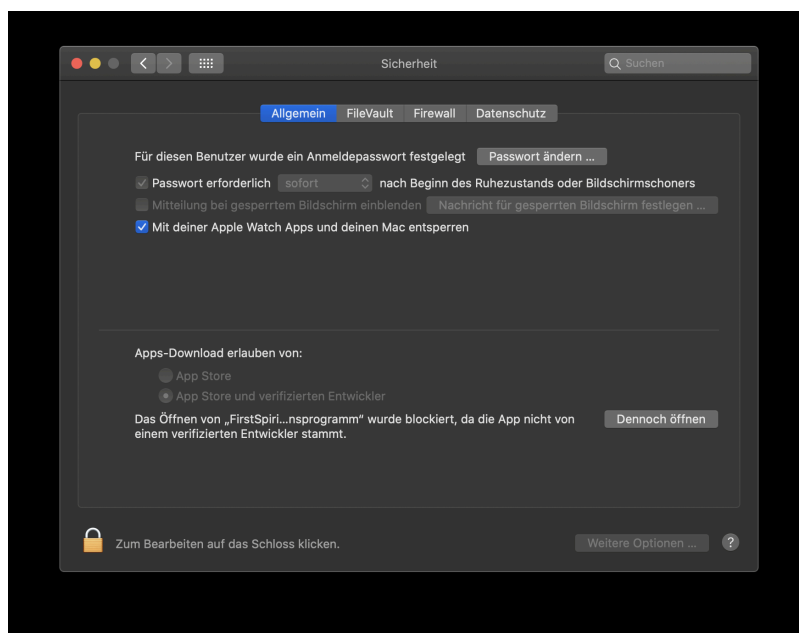 Sicherheit
Suchen
Allgemein FileVault Firewall Datenschutz
Für diesen Benutzer wurde ein Anmeldepasswort festgelegt Passwort ändern ...
Passwort erforderlich sofort nach Beginn des Ruhezustands oder Bildschirmschoners
Mitteilung bei gesperrtem Bildschirm einblenden Nachricht für gesperrten Bildschirm festlegen ...
Mit deiner Apple Watch Apps und deinen Mac entsperren
Apps-Download erlauben von:
App Store
App Store und verifizierten Entwickler
Das Öffnen von „FirstSpiri...nsprogramm“ wurde blockiert, da die App nicht von
einem verifizierten Entwickler stammt.
Dennoch öffnen
Zum Bearbeiten auf das Schloss klicken.
Weitere Optionen ... ?